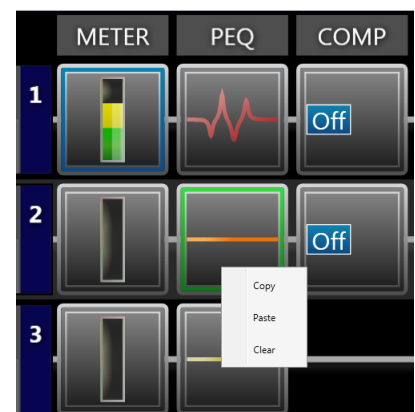 METER PEQ COMP
1 Off
2 Off
Copy
Paste
3
Clear